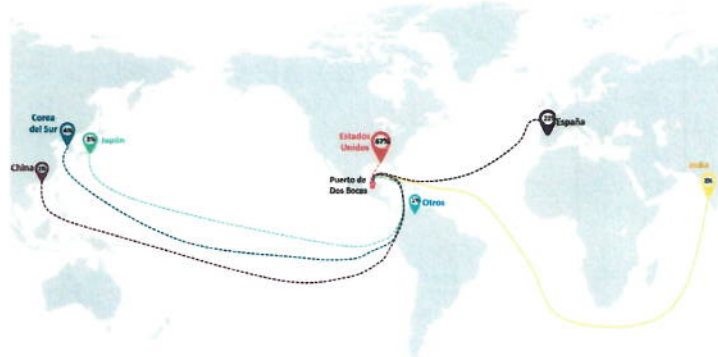 Corea
del Sur
4%
Japón
China
Estados
Unidos
67%
Puerto de
Dos Bocas
Otros
España
India